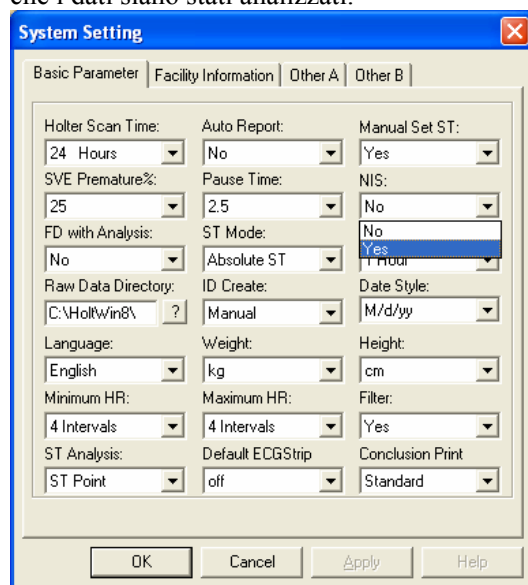 che i dati siano stati analizzati.
System Setting
Basic Parameter Facility Information Other A Other B
Holter Scan Time: Auto Report: Manual Set ST:
24 Hours No Yes
SVE Premature%: Pause Time: NIS:
25 2.5 No
FD with Analysis: ST Mode: No
Yes
No Absolute ST 1 Hour
Raw Data Directory: ID Create: Date Style:
C:\HoltWin8\ ? Manual M/d/yy
Language: Weight: Height:
English kg cm
Minimum HR: Maximum HR: Filter:
4 Intervals 4 Intervals Yes
ST Analysis: Default ECGStrip Conclusion Print
ST Point off Standard
OK Cancel Apply Help